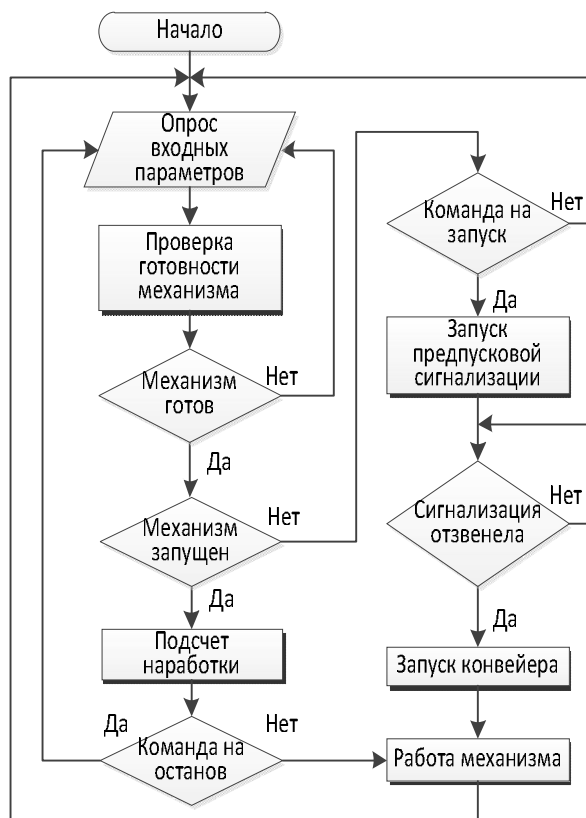 Начало
Опрос
входных
параметров
Проверка
готовности
механизма
Механизм
готов
Нет
Да
Механизм
запущен
Нет
Да
Подсчет
наработки
Да
Нет
Команда на
останов
Команда на
запуск
Нет
Да
Запуск
предпусковой
сигнализации
Сигнализация
отзвенела
Нет
Да
Запуск конвейера
Работа механизма